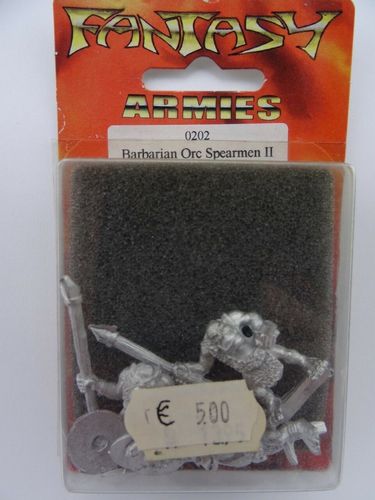 FANTASY
ARMIES
0202
Barbarian Orc Spearmen II
€ 500